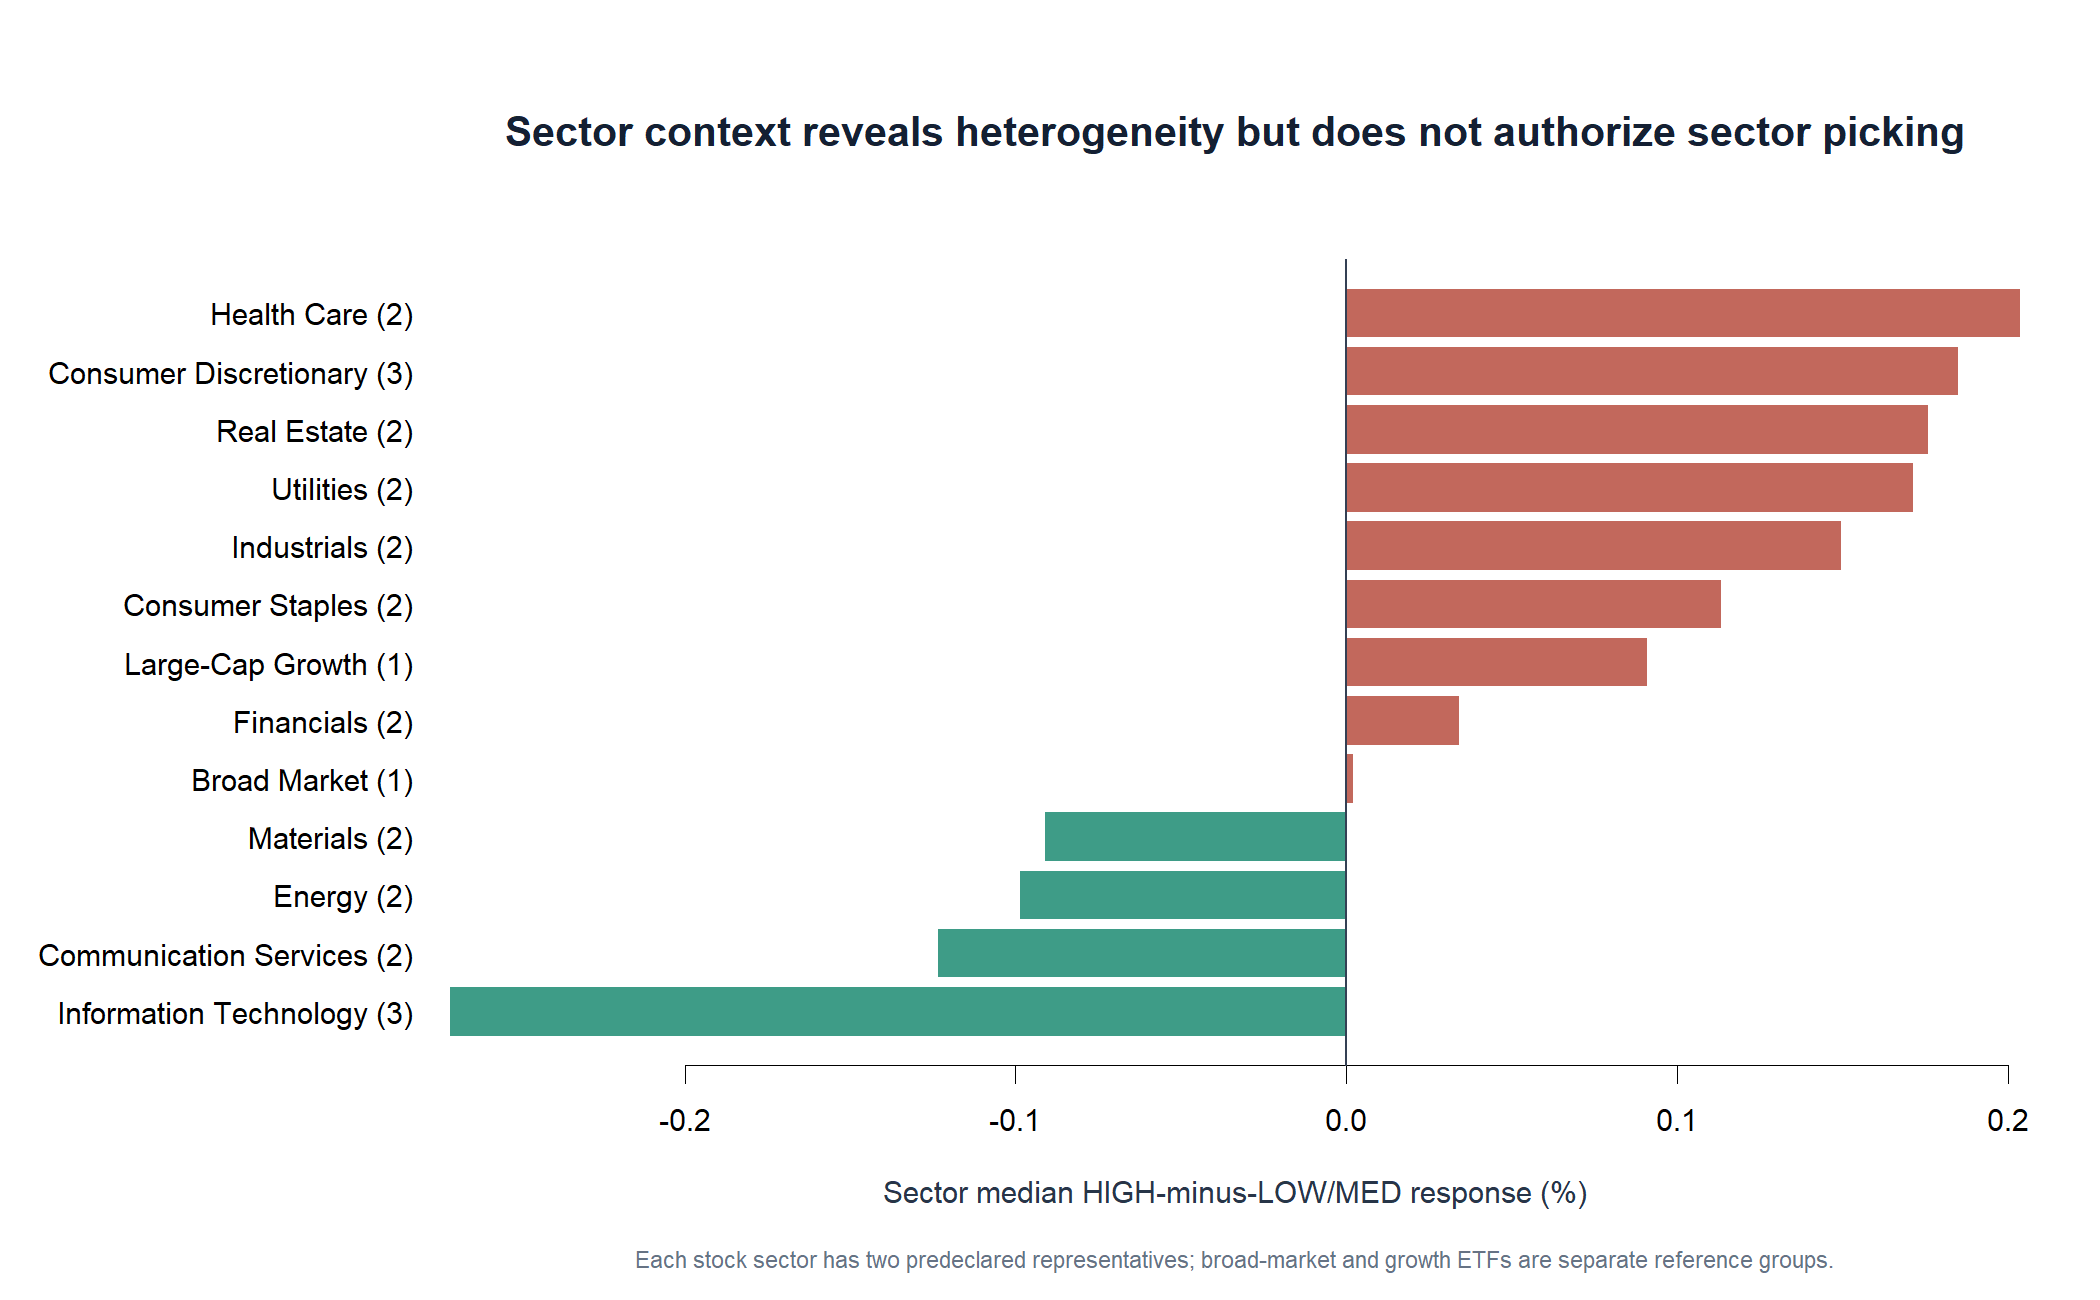 Sector context reveals heterogeneity but does not authorize sector picking
Health Care (2)
Consumer Discretionary (3)
Real Estate (2)
Utilities (2)
Industrials (2)
Consumer Staples (2)
Large-Cap Growth (1)
Financials (2)
Broad Market (1)
Materials (2)
Energy (2)
Communication Services (2)
Information Technology (3)
-0.2 -0.1 0.0 0.1 0.2
Sector median HIGH-minus-LOW/MED response (%)
Each stock sector has two predeclared representatives; broad-market and growth ETFs are separate reference groups.